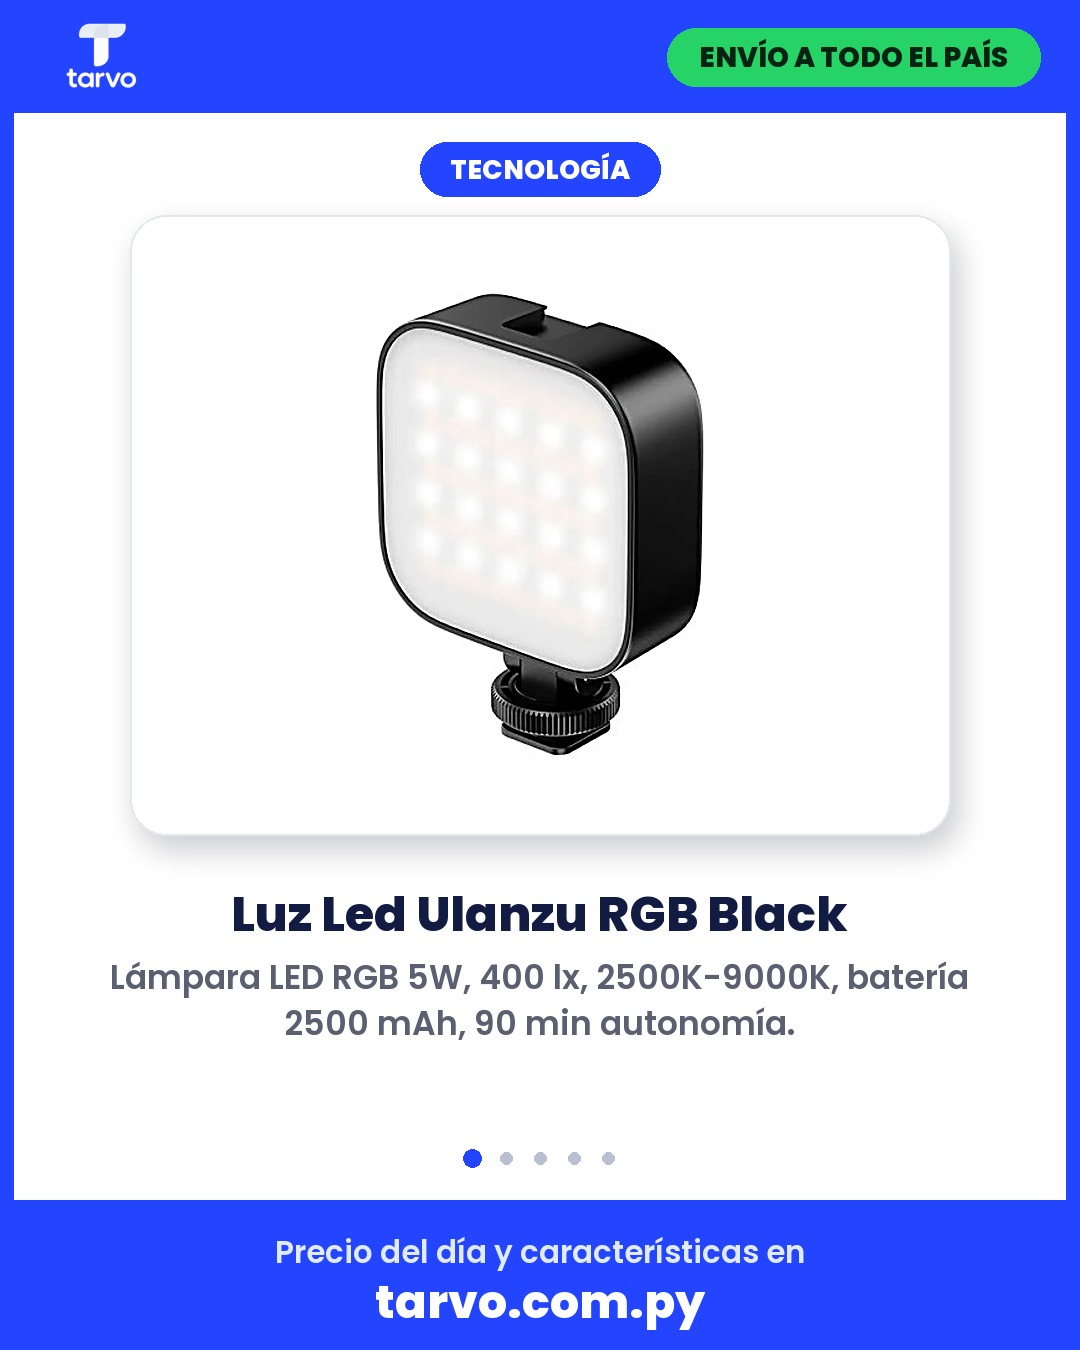 tarvo
ENVÍO A TODO EL PAÍS
TECNOLOGÍA
Luz Led Ulanzu RGB Black
Lámpara LED RGB 5W, 400 lx, 2500K-9000K, batería
2500 mAh, 90 min autonomía.
Precio del día y características en
tarvo.com.py